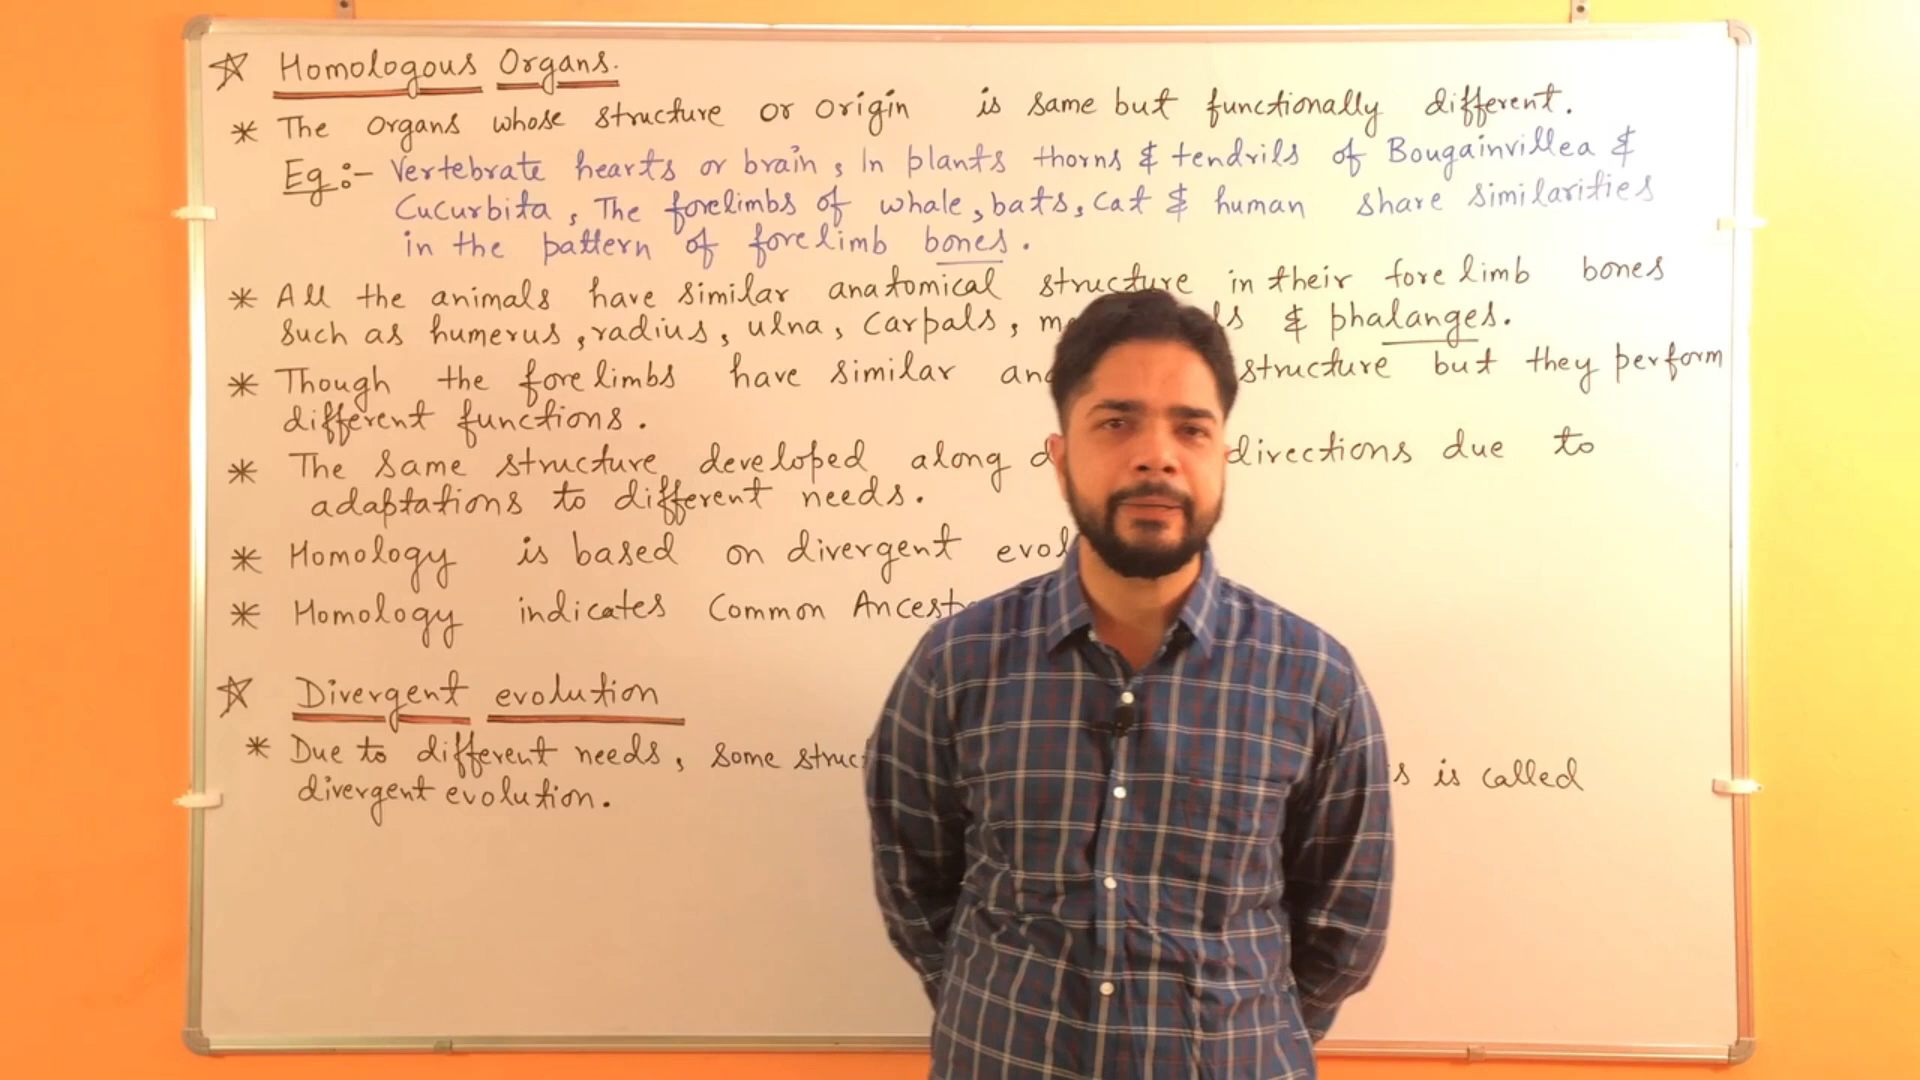 Homologous Organs.
* The Organs whose structure or origin is same but functionally different.
Eg:- Vertebrate hearts or brain, In plants thorns & tendrils of Bougainvillea &
Cucurbita, The forelimbs of whale, bats, cat & human share similarities
in the pattern of forelimb bones.
* All the animals have similar anatomical structure in their fore limb bones
such as humerus, radius, ulna, carpals, & phalanges.
* Though the forelimbs have similar structure but they perform
different functions.
* The same structure developed along directions due to
adaptations to different needs.
* Homology is based on divergent
* Homology indicates Common
Divergent evolution
* Due to different needs, some is called
divergent evolution.